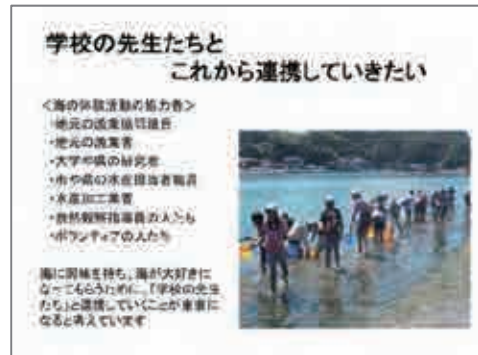 学校の先生たちと
これから連携していきたい
＜海の体験活動の協力者＞
・地元の漁業協同組合
・地元の漁業者
・大学や県の研究者
・市や県の水産担当者職員
・水産加工業者
・自然観察指導員の人たち
・ボランティアの人たち
海に興味を持ち、海が大好きに
なってもらうために、「学校の先生
たち」と連携していくことが重要に
なると考えています